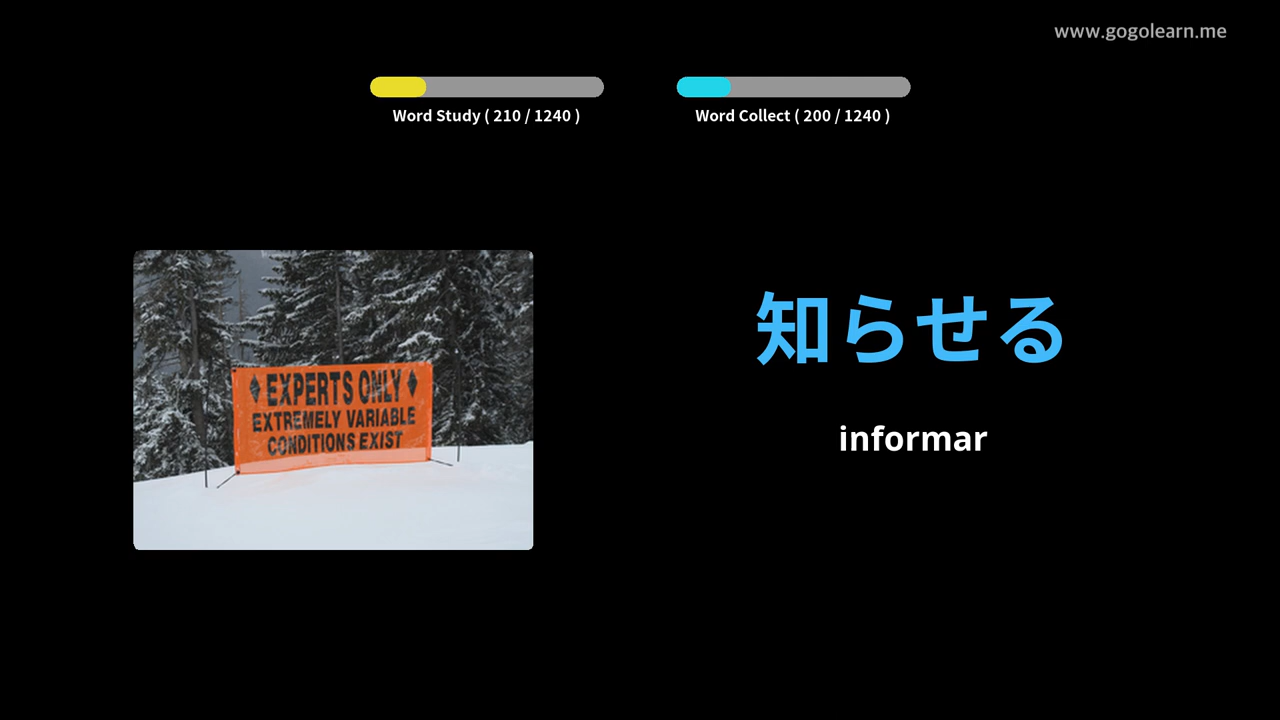 www.gogolearn.me
Word Study ( 210 / 1240 )
Word Collect ( 200 / 1240 )
EXPERTS ONLY
EXTREMELY VARIABLE
CONDITIONS EXIST
知らせる
informar